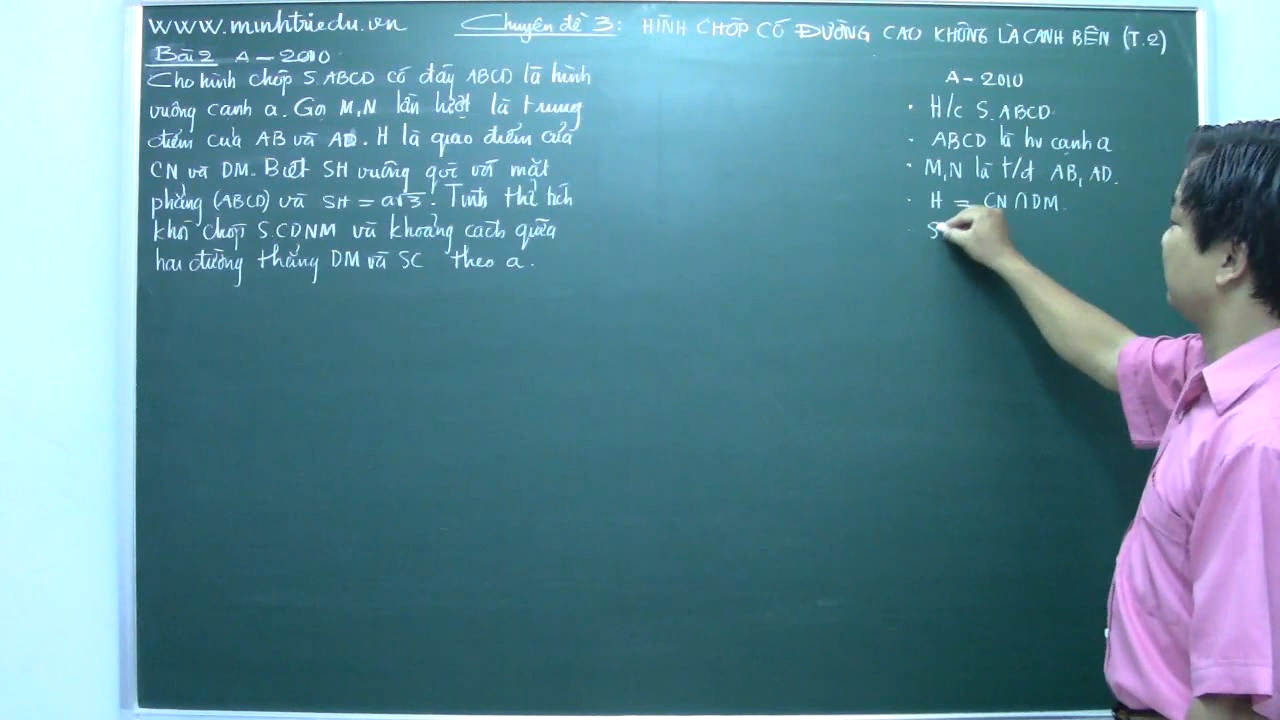 www.minhtriedu.vn
Chuyên đề 3: HÌNH CHÓP CÓ ĐƯỜNG CAO KHÔNG LÀ CẠNH BÊN (T.2)
Bài 2 A - 2010
Cho hình chóp S.ABCD có đáy ABCD là hình
vuông cạnh a. Gọi M,N lần lượt là trung
điểm của AB và AD. H là giao điểm của
CN và DM. Biết SH vuông góc với mặt
phẳng (ABCD) và SH = a√3. Tính thể tích
khối chóp S.CDNM và khoảng cách giữa
hai đường thẳng DM và SC theo a.
A - 2010
· H/c S.ABCD
· ABCD là hv cạnh a
· M,N là t/đ AB, AD.
· H = CN ∩ DM.
· S